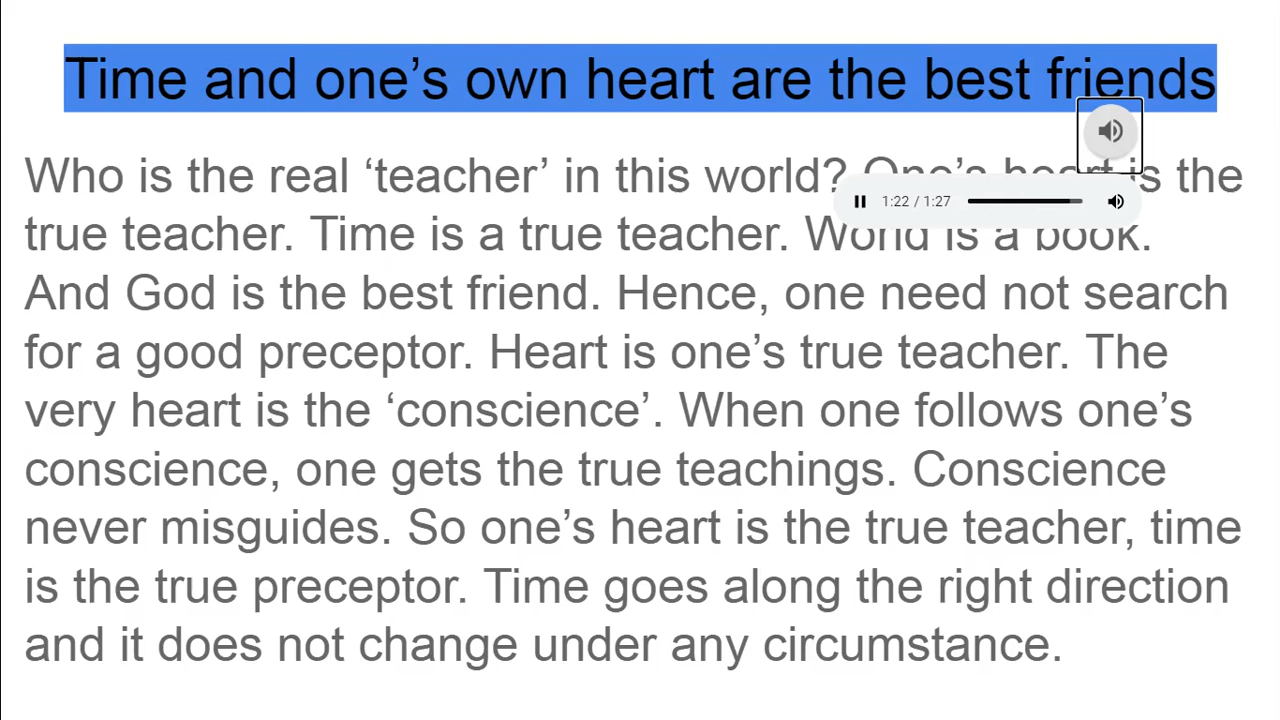 Time and one’s own heart are the best friends
Who is the real ‘teacher’ in this world? One’s heart is the
1:22 / 1:27
true teacher. Time is a true teacher. World is a book.
And God is the best friend. Hence, one need not search
for a good preceptor. Heart is one’s true teacher. The
very heart is the ‘conscience’. When one follows one’s
conscience, one gets the true teachings. Conscience
never misguides. So one’s heart is the true teacher, time
is the true preceptor. Time goes along the right direction
and it does not change under any circumstance.